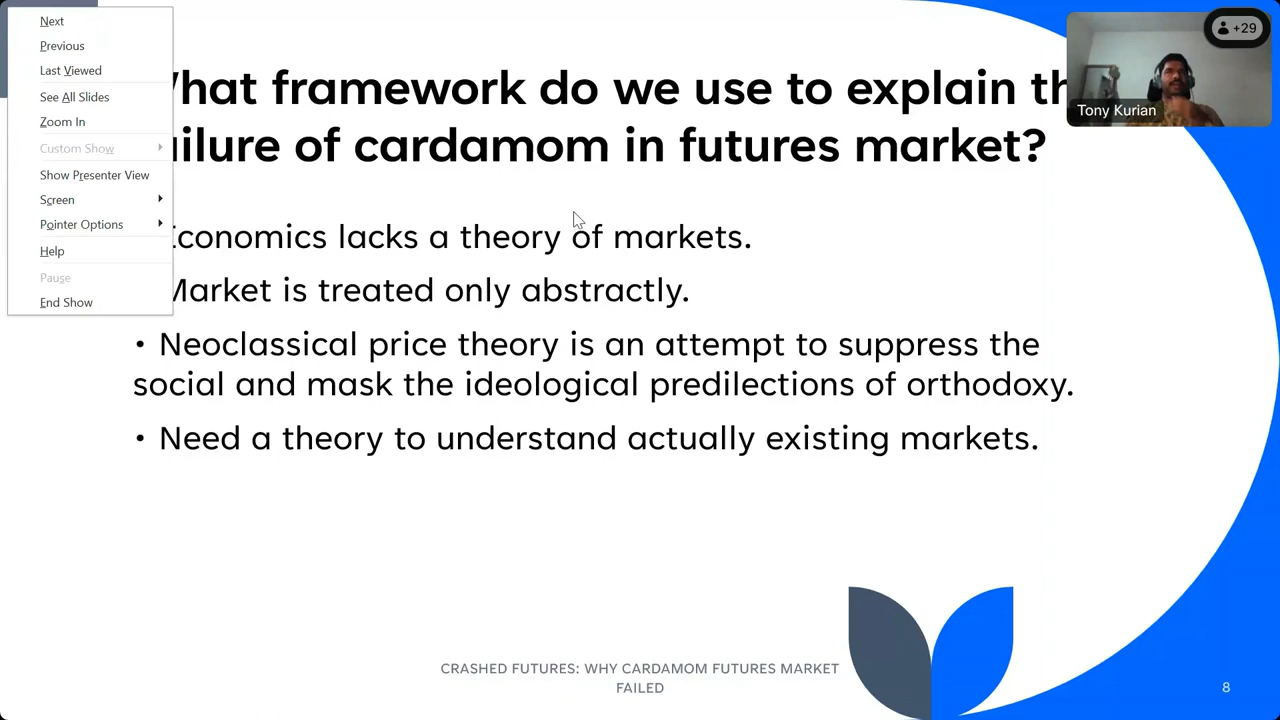 Next
Previous
Last Viewed
See All Slides
Zoom In
Custom Show
Show Presenter View
Screen
Pointer Options
Help
Pause
End Show
+29
Tony Kurian
hat framework do we use to explain th
ilure of cardamom in futures market?
Economics lacks a theory of markets.
Market is treated only abstractly.
• Neoclassical price theory is an attempt to suppress the
social and mask the ideological predilections of orthodoxy.
• Need a theory to understand actually existing markets.
CRASHED FUTURES: WHY CARDAMOM FUTURES MARKET
FAILED
8